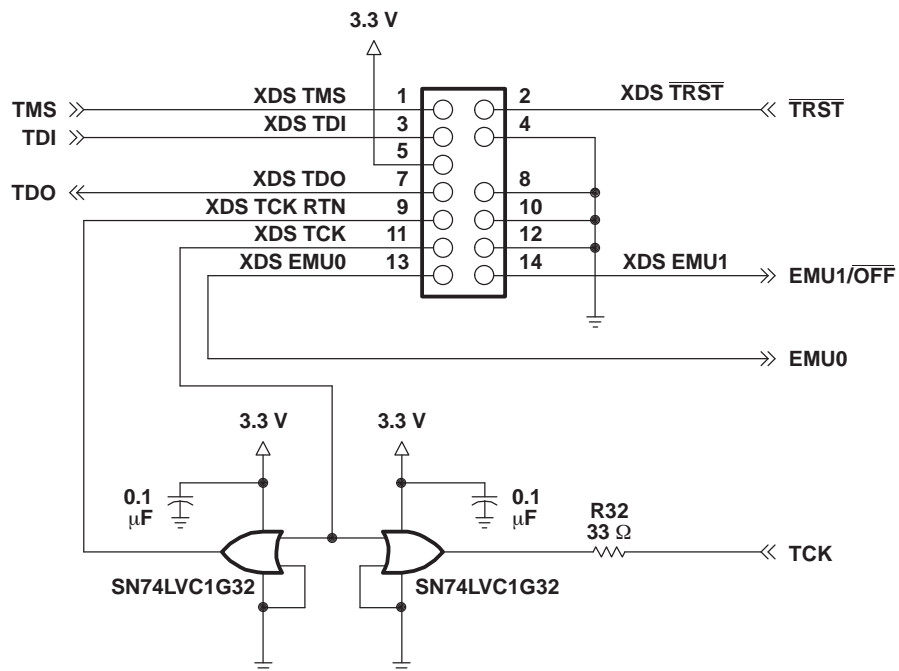 3.3 V
XDS TMS 1 2 XDS TRST
TMS TRST
XDS TDI 3 4
TDI
5
XDS TDO 7 8
TDO
XDS TCK RTN 9 10
XDS TCK 11 12
XDS EMU0 13 14 XDS EMU1
EMU1/OFF
EMU0
3.3 V 3.3 V
0.1 μF
0.1 μF
R32
33 Ω
TCK
SN74LVC1G32 SN74LVC1G32